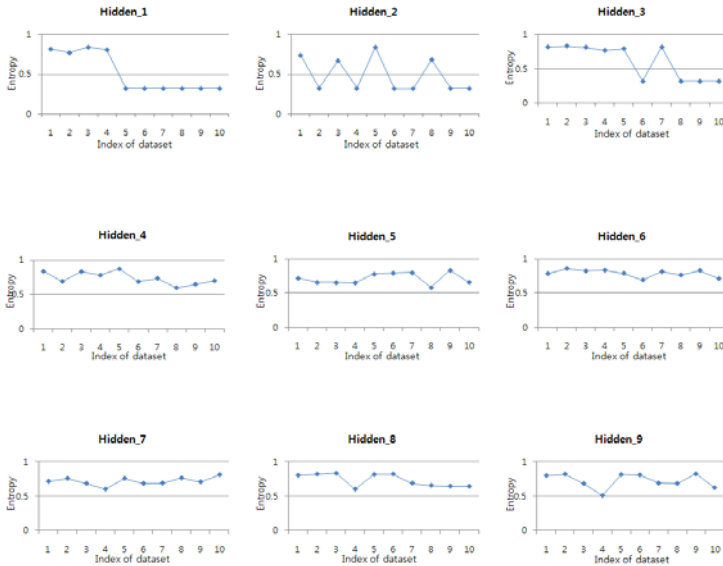 Hidden_1
1
Entropy
0.5
0
1 2 3 4 5 6 7 8 9 10
Index of dataset
Hidden_2
1
Entropy
0.5
0
1 2 3 4 5 6 7 8 9 10
Index of dataset
Hidden_3
1
Entropy
0.5
0
1 2 3 4 5 6 7 8 9 10
Index of dataset
Hidden_4
1
Entropy
0.5
0
1 2 3 4 5 6 7 8 9 10
Index of dataset
Hidden_5
1
Entropy
0.5
0
1 2 3 4 5 6 7 8 9 10
Index of dataset
Hidden_6
1
Entropy
0.5
0
1 2 3 4 5 6 7 8 9 10
Index of dataset
Hidden_7
1
Entropy
0.5
0
1 2 3 4 5 6 7 8 9 10
Index of dataset
Hidden_8
1
Entropy
0.5
0
1 2 3 4 5 6 7 8 9 10
Index of dataset
Hidden_9
1
Entropy
0.5
0
1 2 3 4 5 6 7 8 9 10
Index of dataset